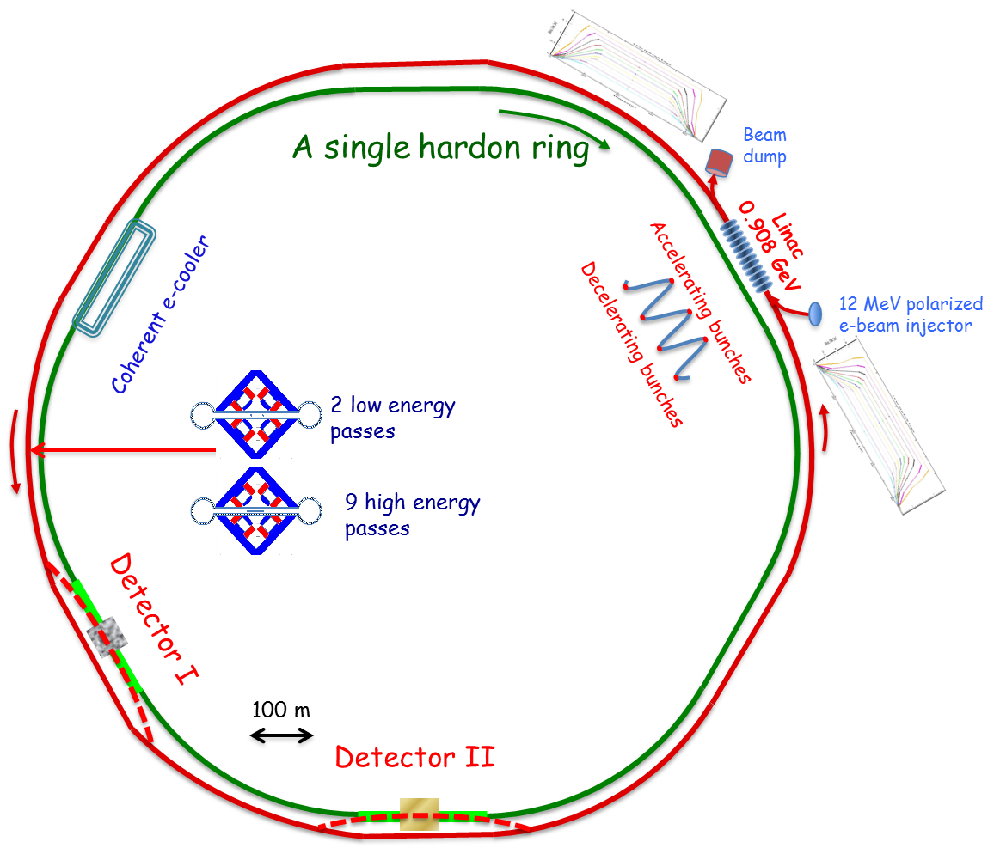 A single hardon ring
Beam
dump
Linac
0.908 GeV
12 MeV polarized
e-beam injector
Accelerating bunches
Decelerating bunches
Coherent e-cooler
2 low energy
passes
9 high energy
passes
Detector I
100 m
Detector II